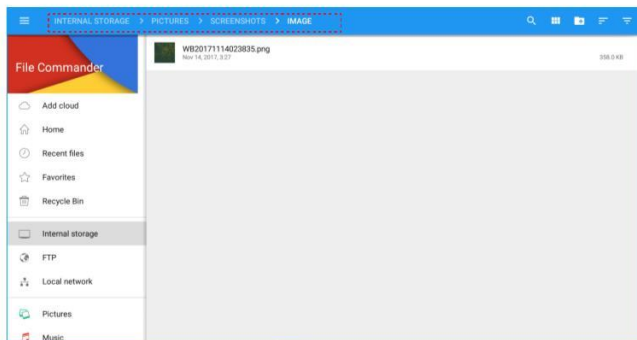 INTERNAL STORAGE > PICTURES > SCREENSHOTS > IMAGE
File Commander
WB20171114023835.png
Nov 14, 2017, 3:27
358.0 KB
Add cloud
Home
Recent files
Favorites
Recycle Bin
Internal storage
FTP
Local network
Pictures
Music